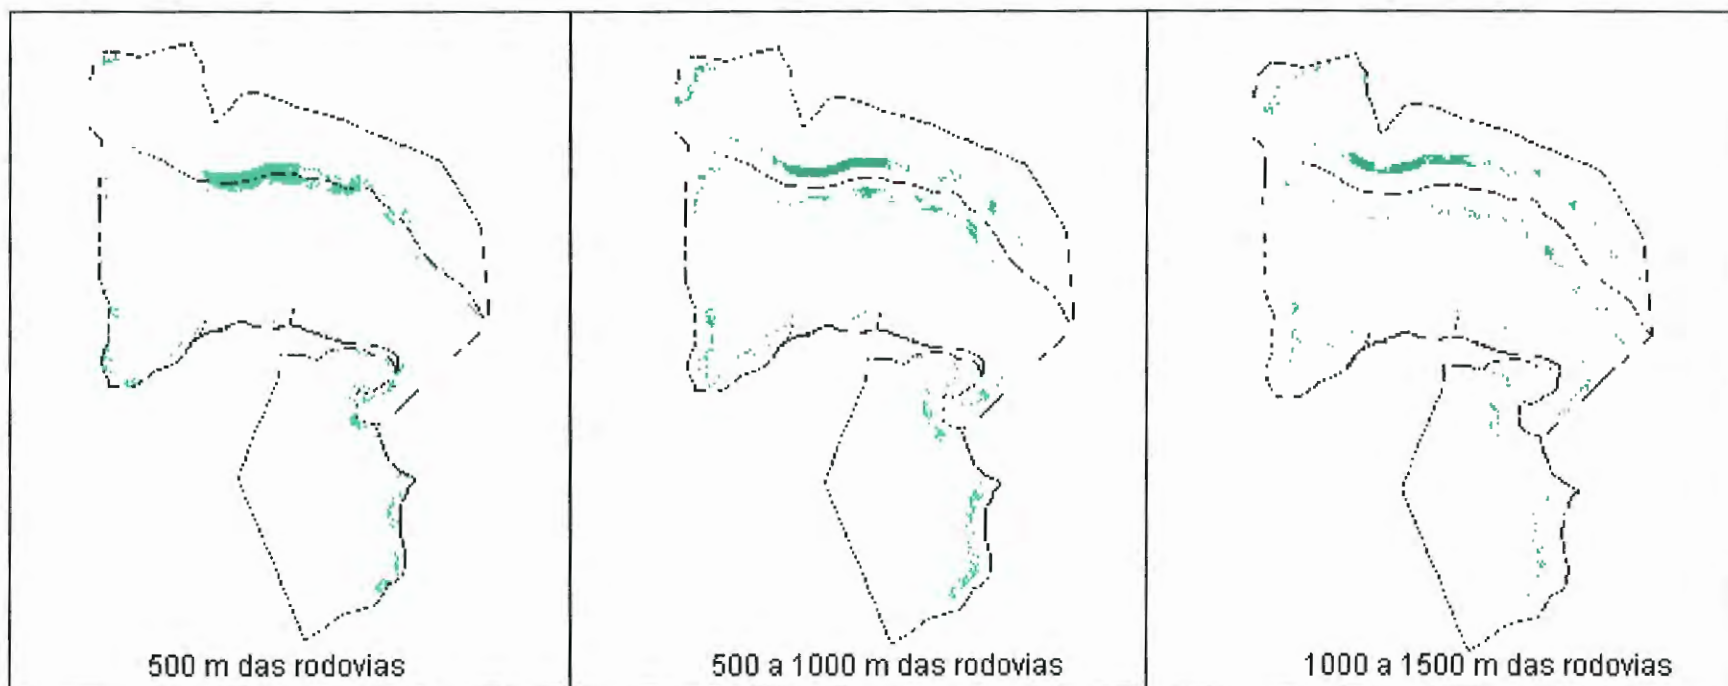 500 m das rodovias
500 a 1000 m das rodovias
1000 a 1500 m das rodovias